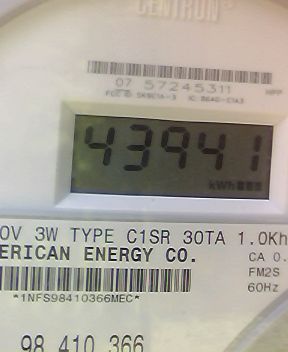 CENTRON
07 57245311
43941
kWh
0V 3W TYPE C1SR 30TA 1.0Kh
ERICAN ENERGY CO.
CA 0.
FM2S
*1NFS98410366MEC*
60Hz
98 410 366